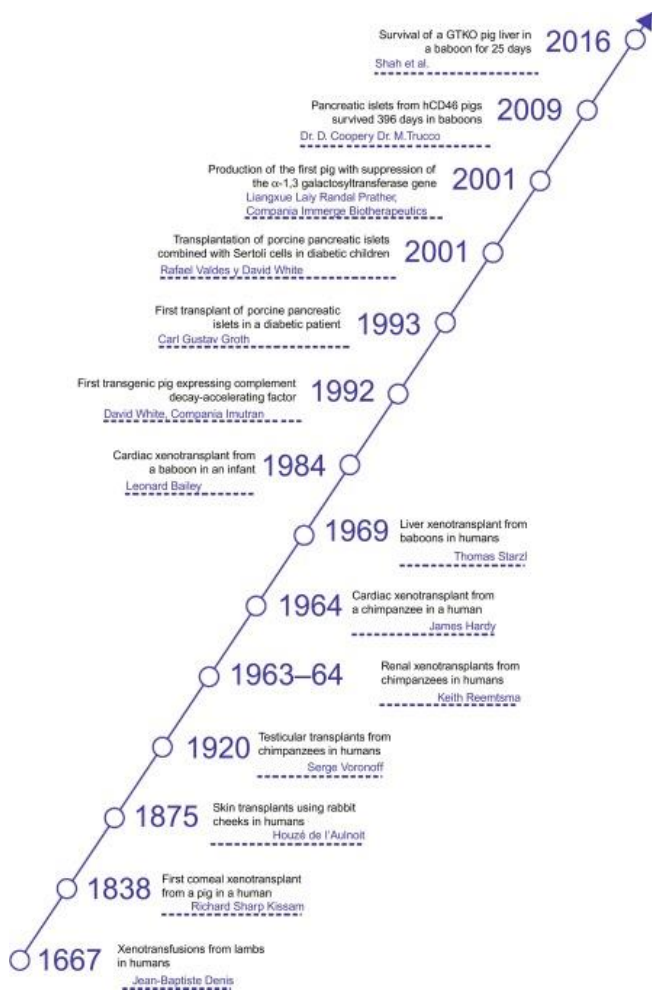 Survival of a GTKO pig liver in
a baboon for 25 days
2016
Shah et al.
Pancreatic islets from hCD46 pigs
survived 396 days in baboons
2009
Dr. D. Coopery Dr. M.Trucco
Production of the first pig with suppression of
the α-1,3 galactosyltransferase gene
2001
Liangxue Laiy Randal Prather,
Compania Immerge Biotherapeutics
Transplantation of porcine pancreatic islets
combined with Sertoli cells in diabetic children
2001
Rafael Valdes y David White
First transplant of porcine pancreatic
islets in a diabetic patient
1993
Carl Gustav Groth
First transgenic pig expressing complement
decay-accelerating factor
1992
David White, Compania Imutran
Cardiac xenotransplant from
a baboon in an infant
1984
Leonard Bailey
1969
Liver xenotransplant from
baboons in humans
Thomas Starzl
1964
Cardiac xenotransplant from
a chimpanzee in a human
James Hardy
1963–64
Renal xenotransplants from
chimpanzees in humans
Keith Reemtsma
1920
Testicular transplants from
chimpanzees in humans
Serge Voronoff
1875
Skin transplants using rabbit
cheeks in humans
Houzé de l'Aulnoit
1838
First corneal xenotransplant
from a pig in a human
Richard Sharp Kissam
1667
Xenotransfusions from lambs
in humans
Jean-Baptiste Denis